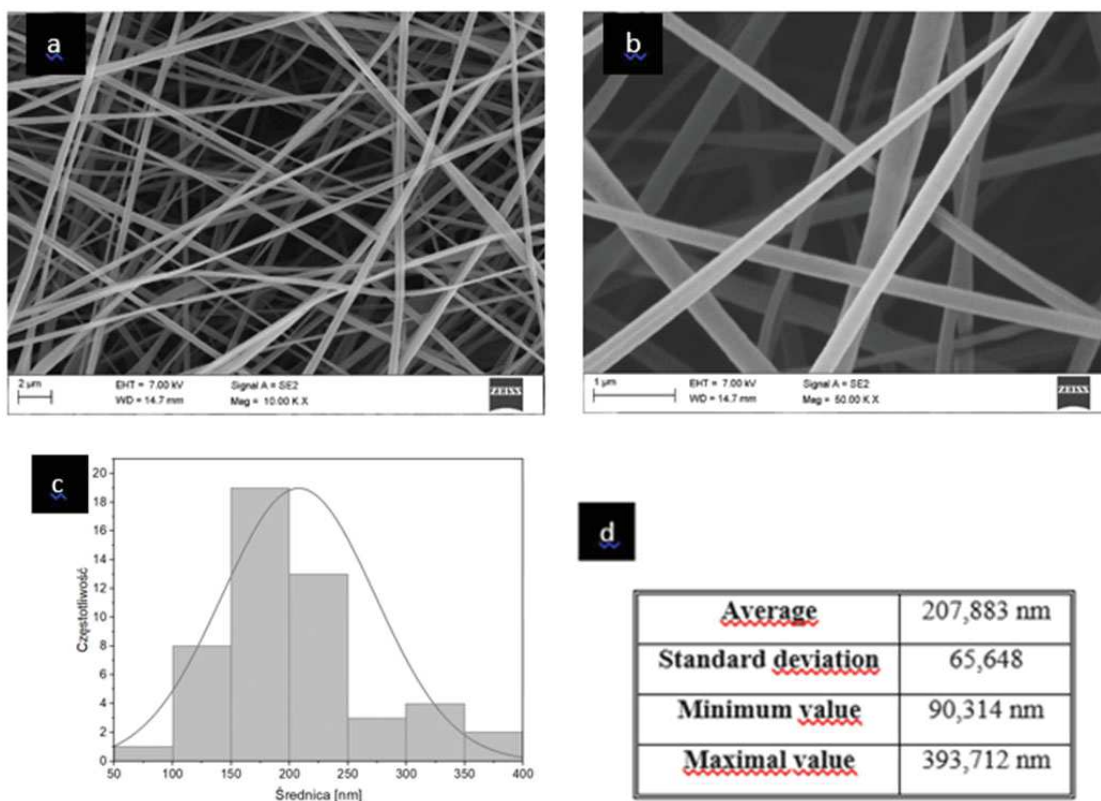 a
2 µm
EHT = 7.00 kV
Signal A = SE2
WD = 14.7 mm
Mag = 10.00 K X
ZEISS
b
1 µm
EHT = 7.00 kV
Signal A = SE2
WD = 14.7 mm
Mag = 50.00 K X
ZEISS
c
Częstotliwość
20
18
16
14
12
10
8
6
4
2
0
50 100 150 200 250 300 350 400
Średnica [nm]
d
Average 207,883 nm
Standard deviation 65,648
Minimum value 90,314 nm
Maximal value 393,712 nm